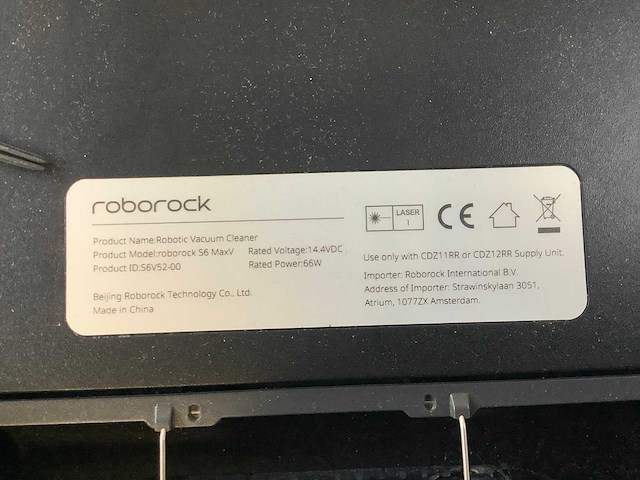 roborock
Product Name:Robotic Vacuum Cleaner
Product Model:roborock S6 MaxV Rated Voltage:14.4VDC
Product ID:S6V52-00 Rated Power:66W
Beijing Roborock Technology Co., Ltd.
Made in China
LASER
1
CE
Use only with CDZ11RR or CDZ12RR Supply Unit.
Importer: Roborock International B.V.
Address of Importer: Strawinskylaan 3051,
Atrium, 1077ZX Amsterdam.